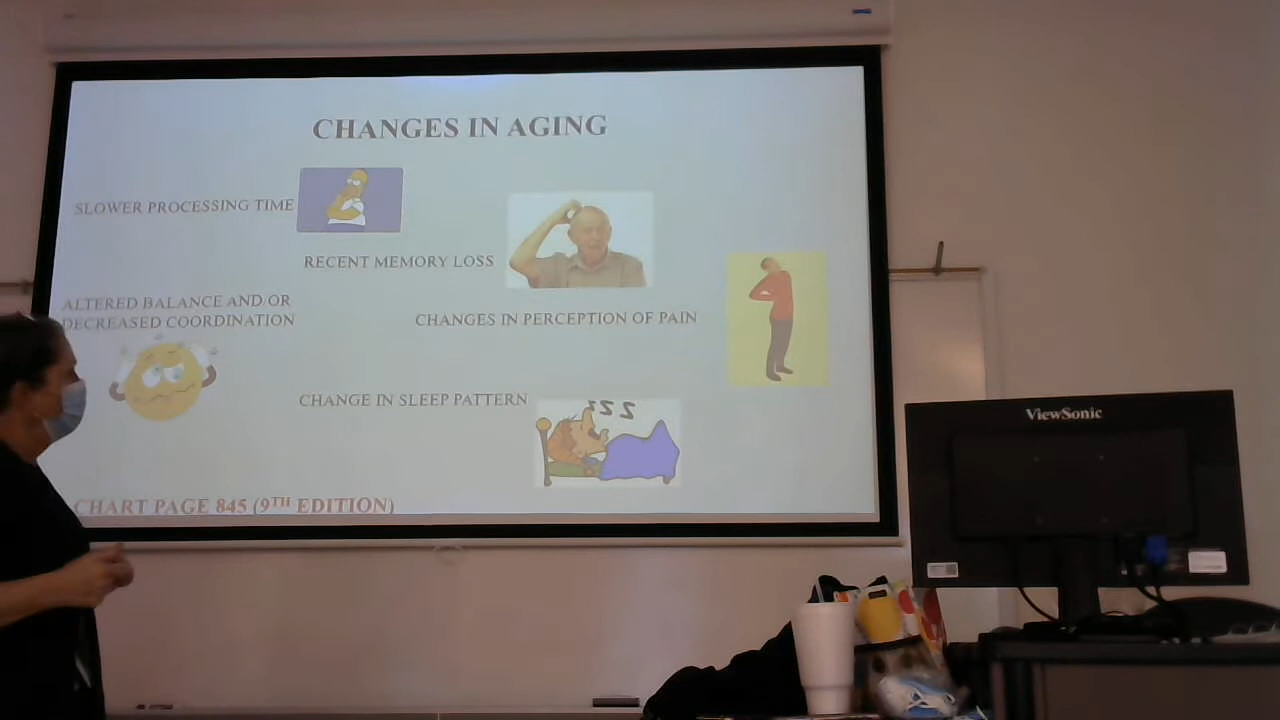 CHANGES IN AGING
SLOWER PROCESSING TIME
RECENT MEMORY LOSS
ALTERED BALANCE AND/OR
DECREASED COORDINATION
CHANGES IN PERCEPTION OF PAIN
CHANGE IN SLEEP PATTERN
zzz
CHART PAGE 845 (9TH EDITION)
ViewSonic